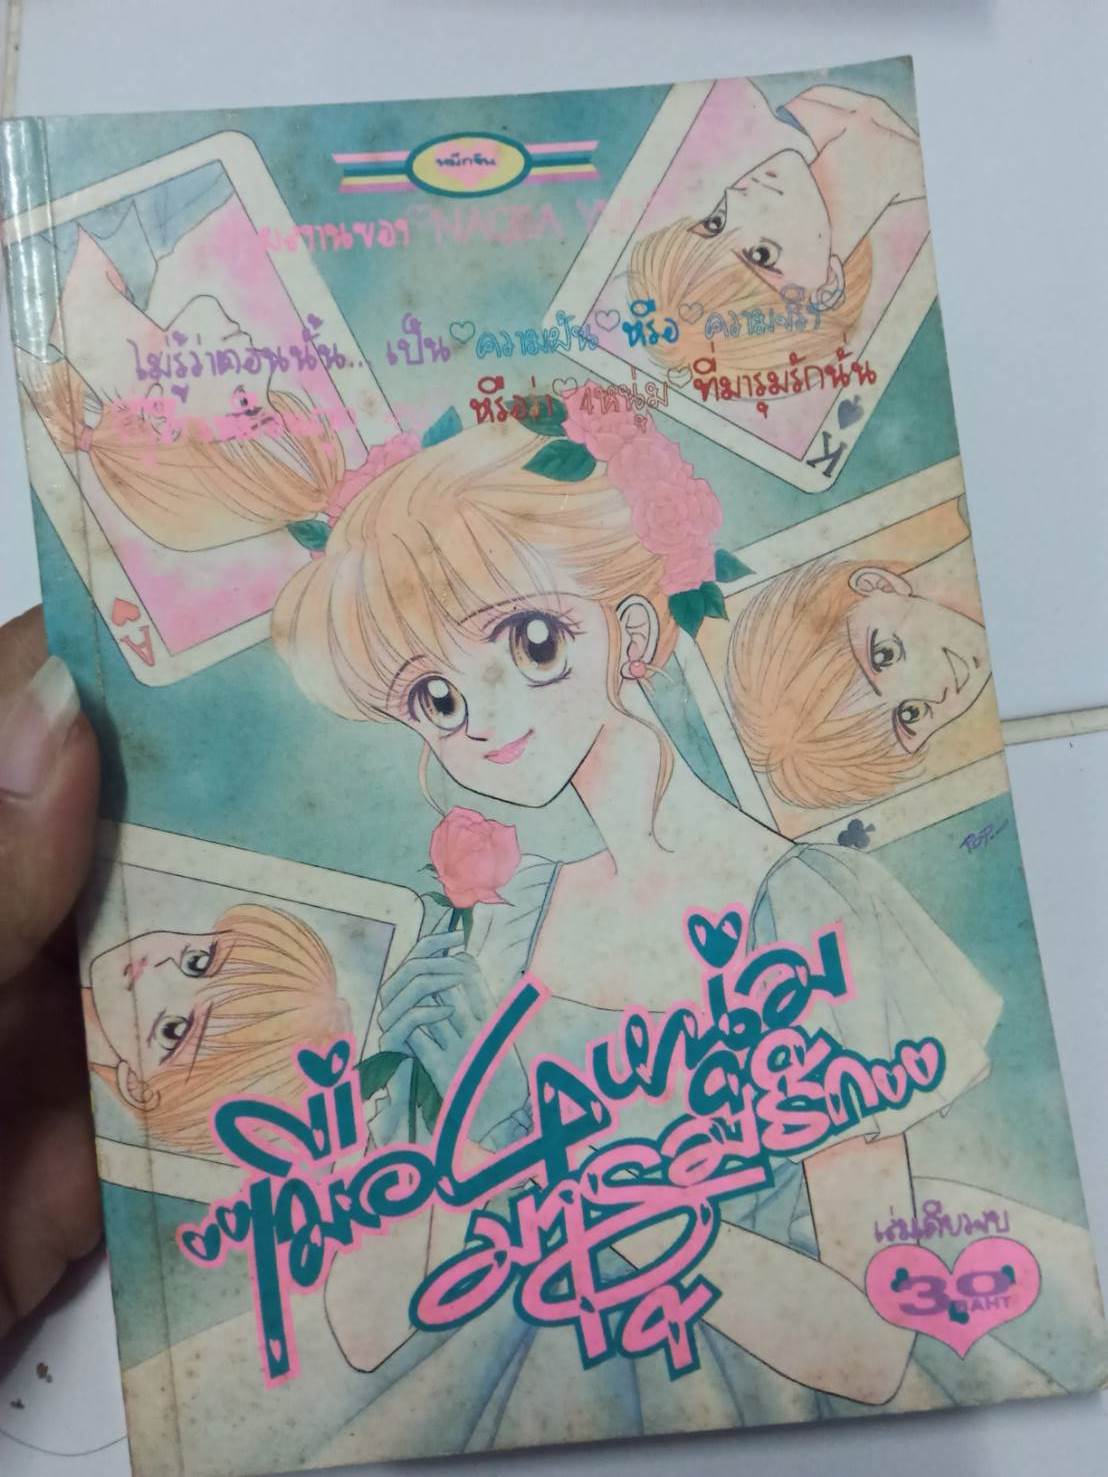 หมึกจีน
ผลงานของ
ไม่รู้ว่าตอนนั้น.. เป็น ความฝัน หรือ ความจริง
หรือว่า 4หนุ่ม ที่มารุมรักนั่น
K
A
POP
เมื่อ 4 หนุ่ม
มารุมรัก
เล่มเดียวจบ
30
BAHT